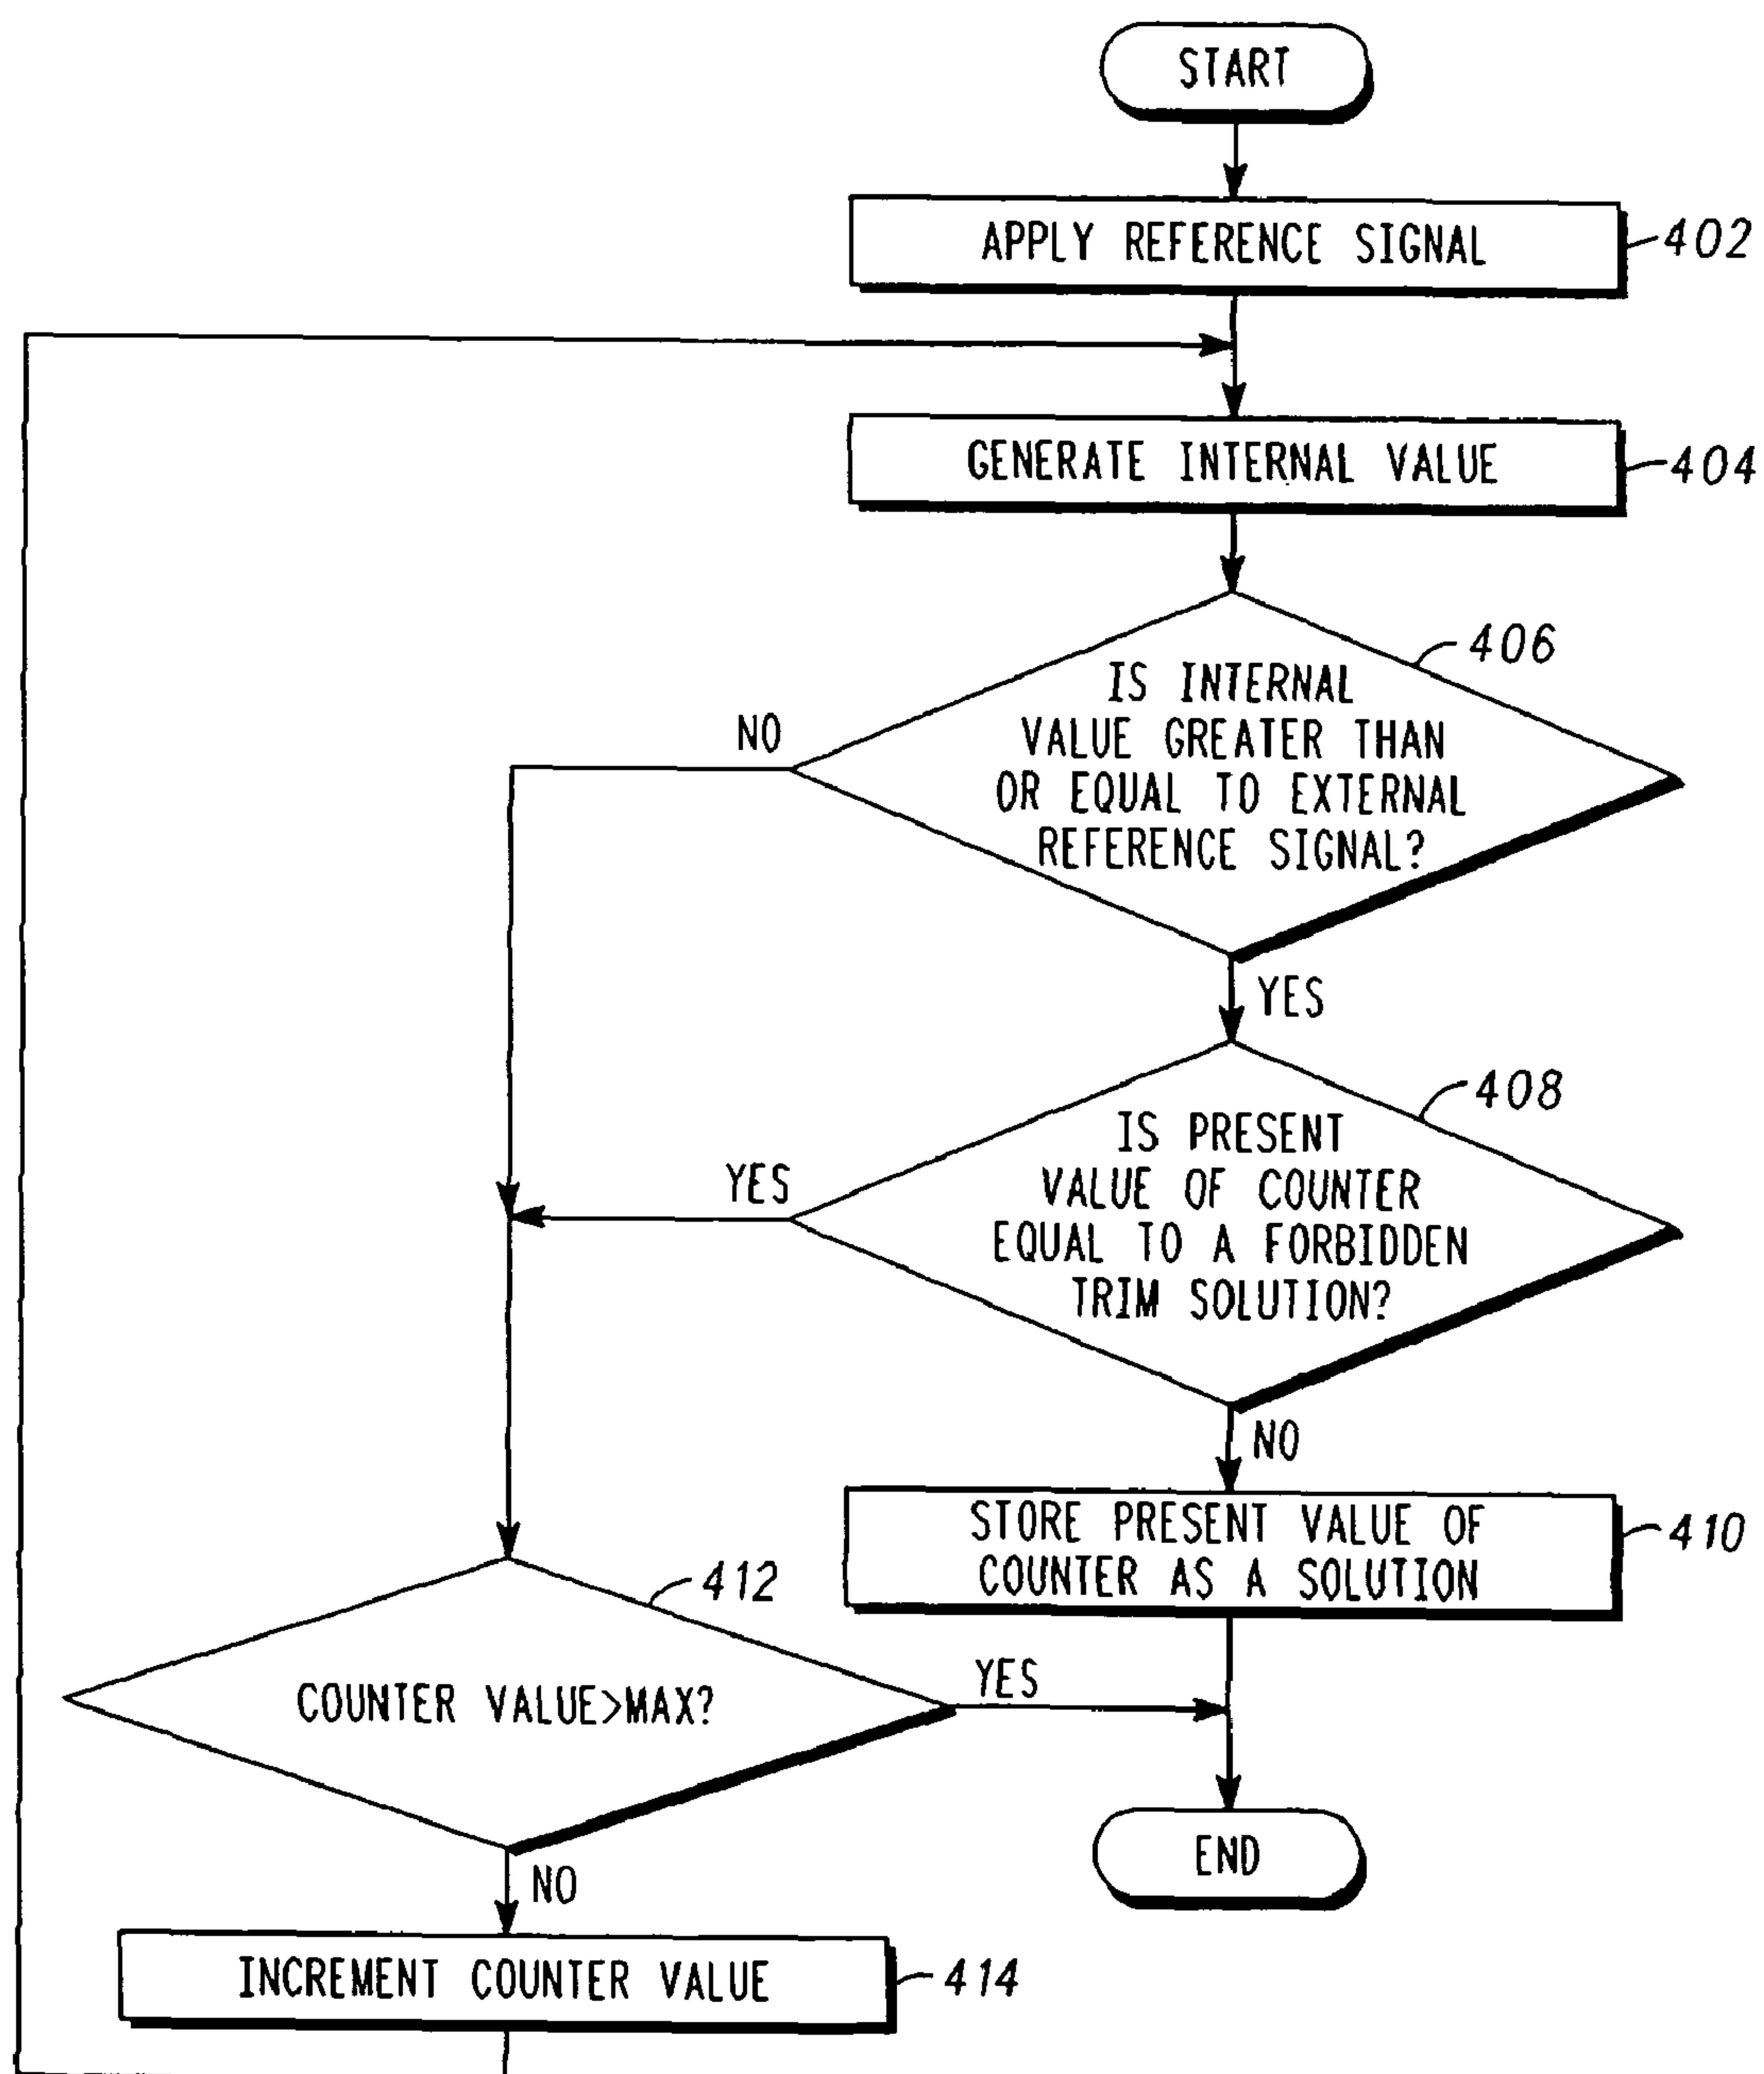 START
APPLY REFERENCE SIGNAL
402
GENERATE INTERNAL VALUE
404
406
IS INTERNAL
VALUE GREATER THAN
OR EQUAL TO EXTERNAL
REFERENCE SIGNAL?
NO
YES
408
IS PRESENT
VALUE OF COUNTER
EQUAL TO A FORBIDDEN
TRIM SOLUTION?
YES
NO
STORE PRESENT VALUE OF
COUNTER AS A SOLUTION
410
412
COUNTER VALUE>MAX?
YES
END
NO
INCREMENT COUNTER VALUE
414